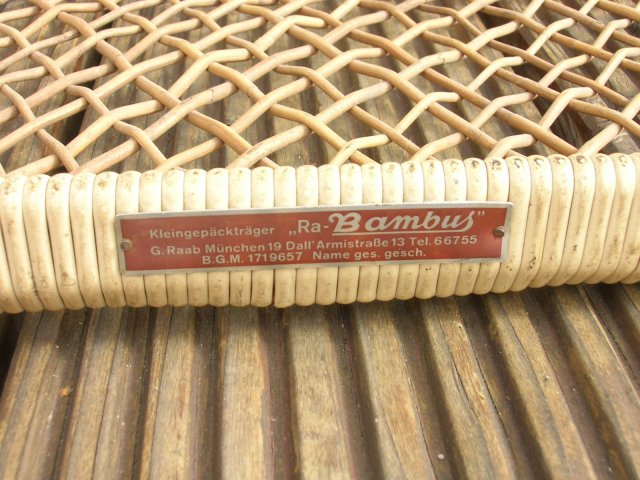 Kleingepäckträger „Ra-Bambus"
G. Raab München 19 Dall'Armistraße 13 Tel. 66755
B.G.M. 1719657 Name ges. gesch.